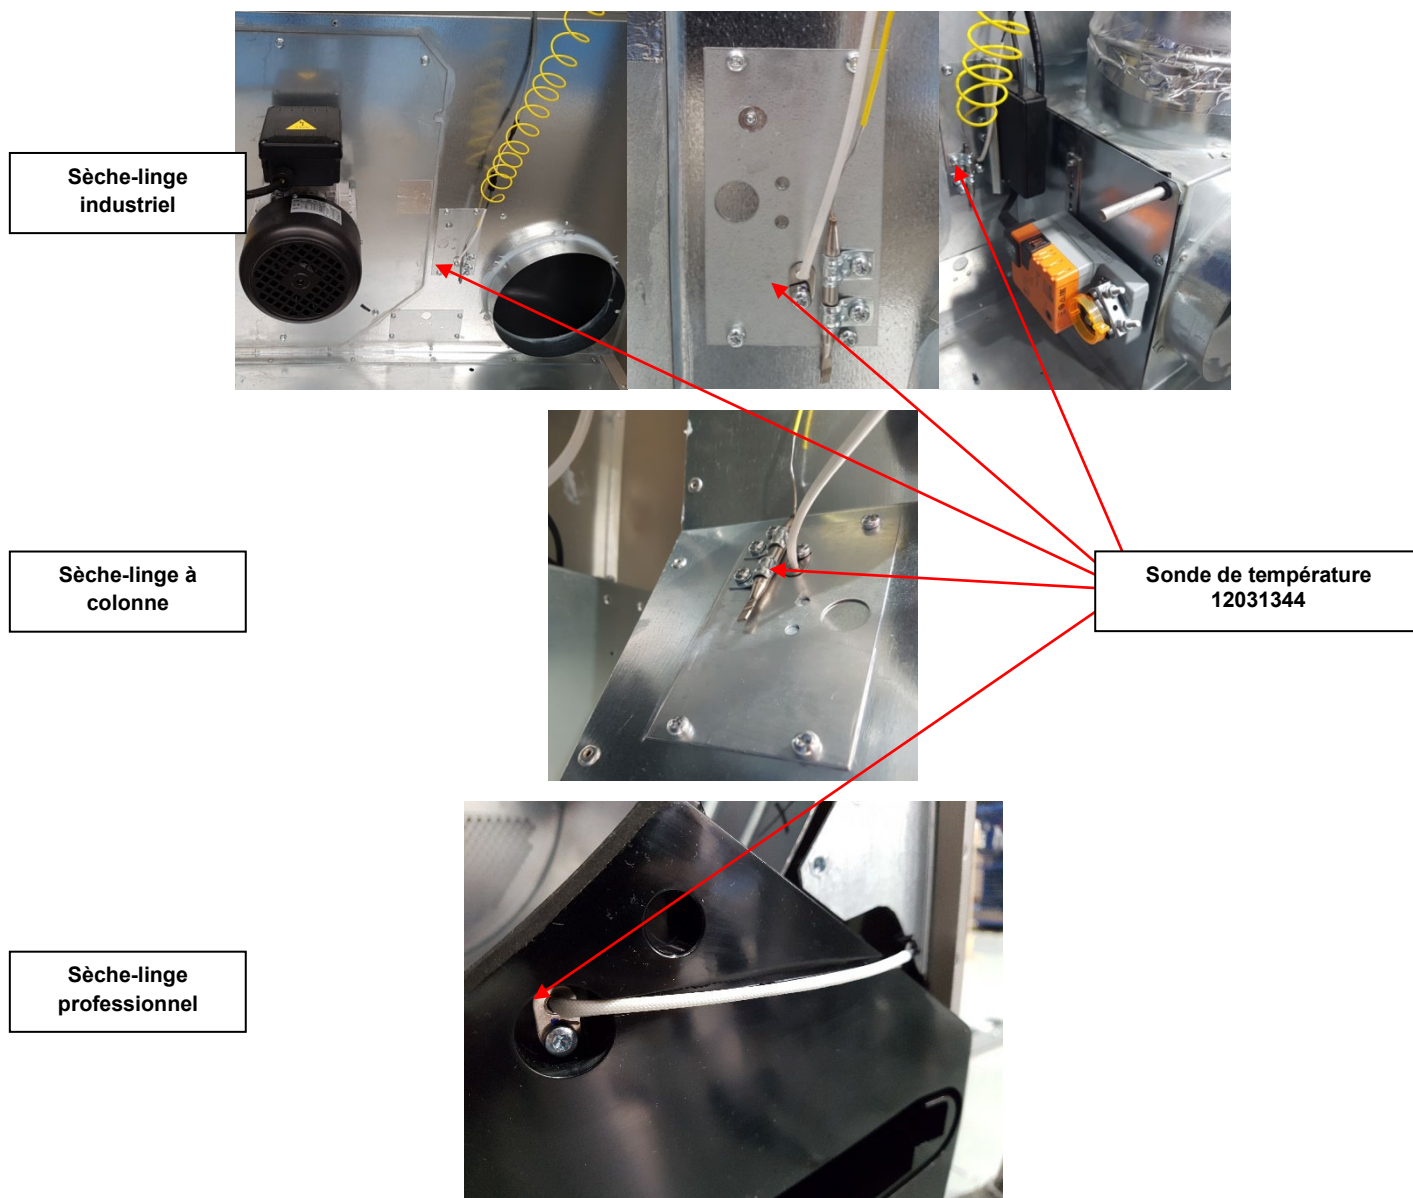 Sèche-linge
industriel
Sèche-linge à
colonne
Sonde de température
12031344
Sèche-linge
professionnel